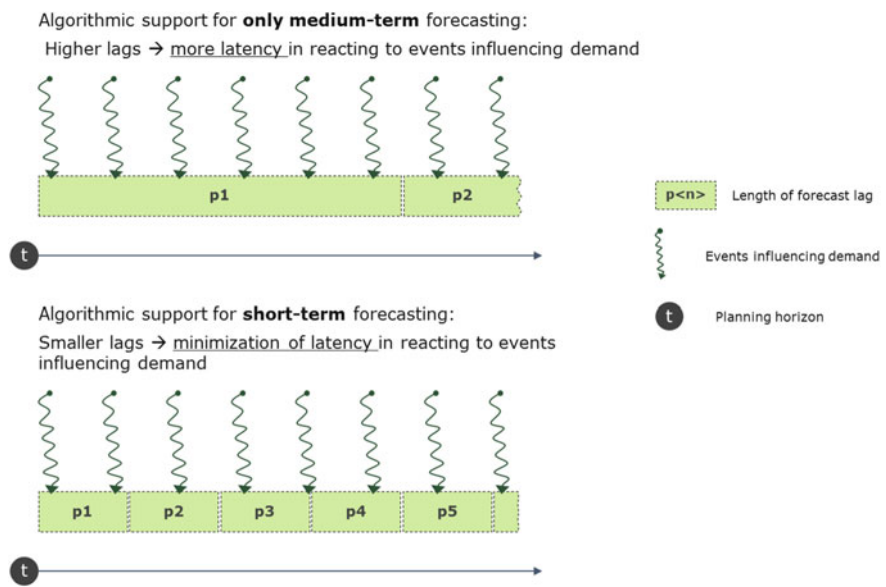 Algorithmic support for only medium-term forecasting:
Higher lags → more latency in reacting to events influencing demand
p1
p2
t
p<n>
Length of forecast lag
Events influencing demand
t
Planning horizon
Algorithmic support for short-term forecasting:
Smaller lags → minimization of latency in reacting to events
influencing demand
p1
p2
p3
p4
p5
t